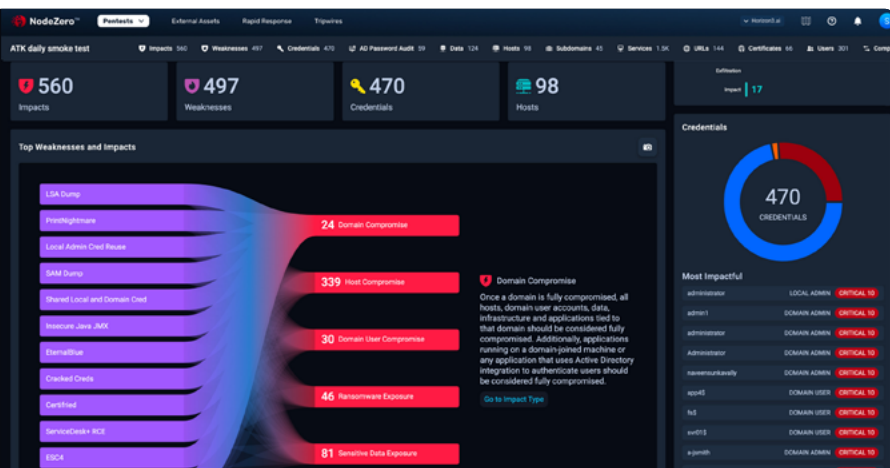 NodeZero™ Pentests External Assets Rapid Response Tripwires Horizon3.ai
ATK daily smoke test Impacts 560 Weaknesses 497 Credentials 470 AD Password Audit 59 Data 124 Hosts 98 Subdomains 45 Services 1.5K URLs 144 Certificates 66 Users 301
560
Impacts
497
Weaknesses
470
Credentials
98
Hosts
Exfiltration
Impact 17
Top Weaknesses and Impacts
LSA Dump
PrintNightmare
Local Admin Cred Reuse
SAM Dump
Shared Local and Domain Cred
Insecure Java JMX
EternalBlue
Cracked Creds
Certifried
ServiceDesk+ RCE
ESC4
24 Domain Compromise
339 Host Compromise
30 Domain User Compromise
46 Ransomware Exposure
81 Sensitive Data Exposure
Domain Compromise
Once a domain is fully compromised, all
hosts, domain user accounts, data,
infrastructure and applications tied to
that domain should be considered fully
compromised. Additionally, applications
running on a domain-joined machine or
any application that uses Active Directory
integration to authenticate users should
be considered fully compromised.
Go to Impact Type
Credentials
470
CREDENTIALS
Most Impactful
administrator LOCAL ADMIN CRITICAL 10
admin1 DOMAIN ADMIN CRITICAL 10
administrator DOMAIN ADMIN CRITICAL 10
Administrator DOMAIN ADMIN CRITICAL 10
naveensunkavally DOMAIN ADMIN CRITICAL 10
app4$ DOMAIN USER CRITICAL 10
DOMAIN USER CRITICAL 10
svr01$ DOMAIN USER CRITICAL 10
a-jsmith DOMAIN ADMIN CRITICAL 10